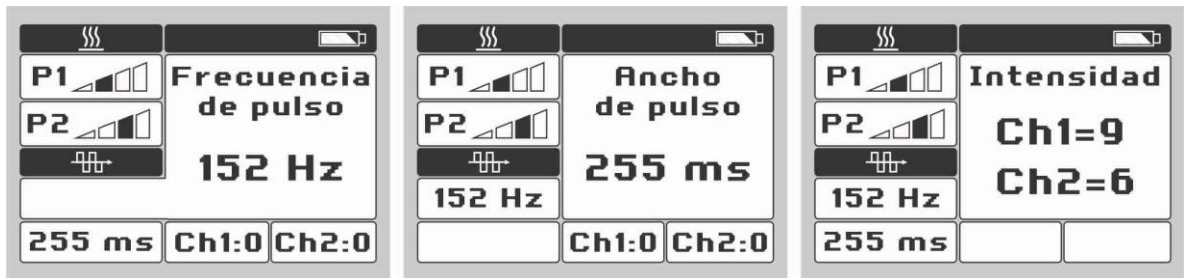 P1
Frecuencia
de pulso
P2
152 Hz
255 ms Ch1:0 Ch2:0
P1
Ancho
de pulso
P2
255 ms
152 Hz
Ch1:0 Ch2:0
P1
Intensidad
P2
Ch1=9
Ch2=6
152 Hz
255 ms